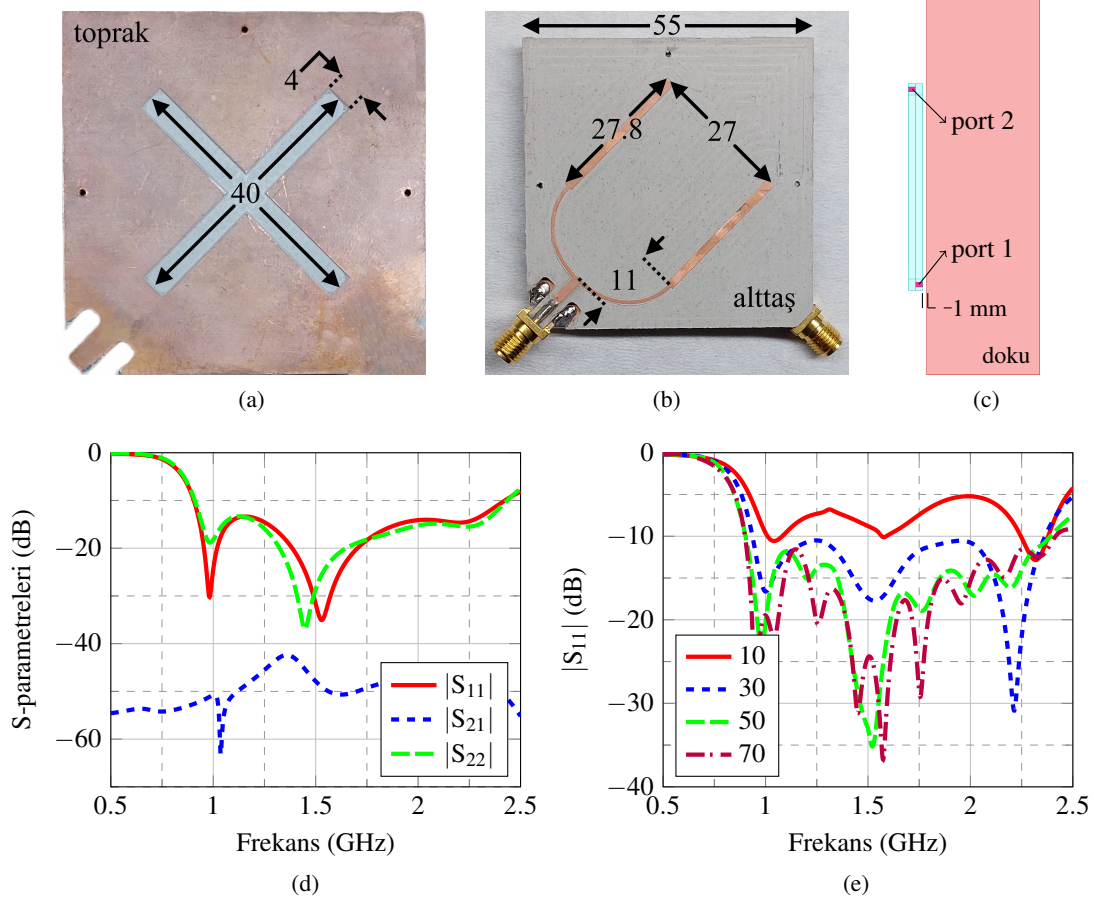 toprak
4
40
(a)
55
27.8
27
11
alttaş
(b)
port 2
port 1
1 mm
doku
(c)
S-parametreleri (dB)
0
−20
−40
−60
0.5
1
1.5
2
2.5
|S11|
|S21|
|S22|
Frekans (GHz)
(d)
|S11| (dB)
0
−10
−20
−30
−40
0.5
1
1.5
2
2.5
10
30
50
70
Frekans (GHz)
(e)